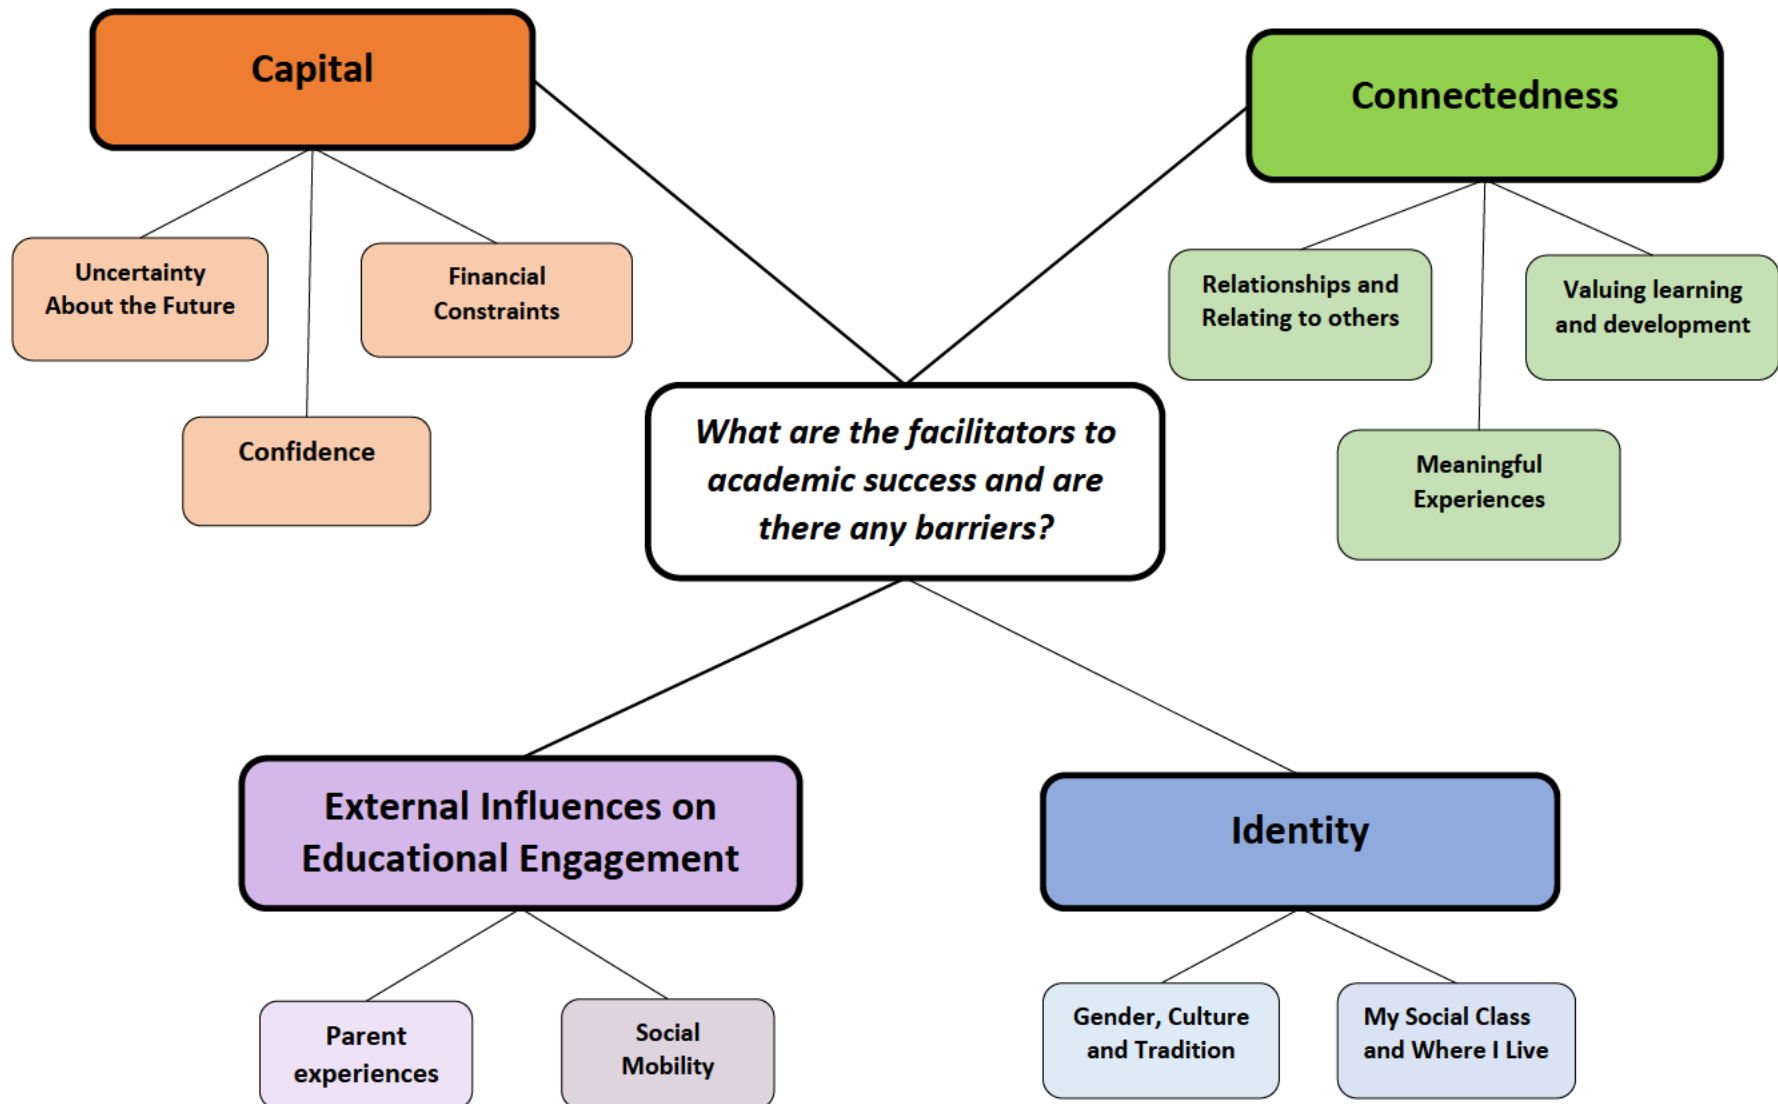 Capital
Connectedness
Uncertainty
About the Future
Financial
Constraints
Confidence
Relationships and
Relating to others
Valuing learning
and development
Meaningful
Experiences
What are the facilitators to
academic success and are
there any barriers?
External Influences on
Educational Engagement
Identity
Parent
experiences
Social
Mobility
Gender, Culture
and Tradition
My Social Class
and Where I Live